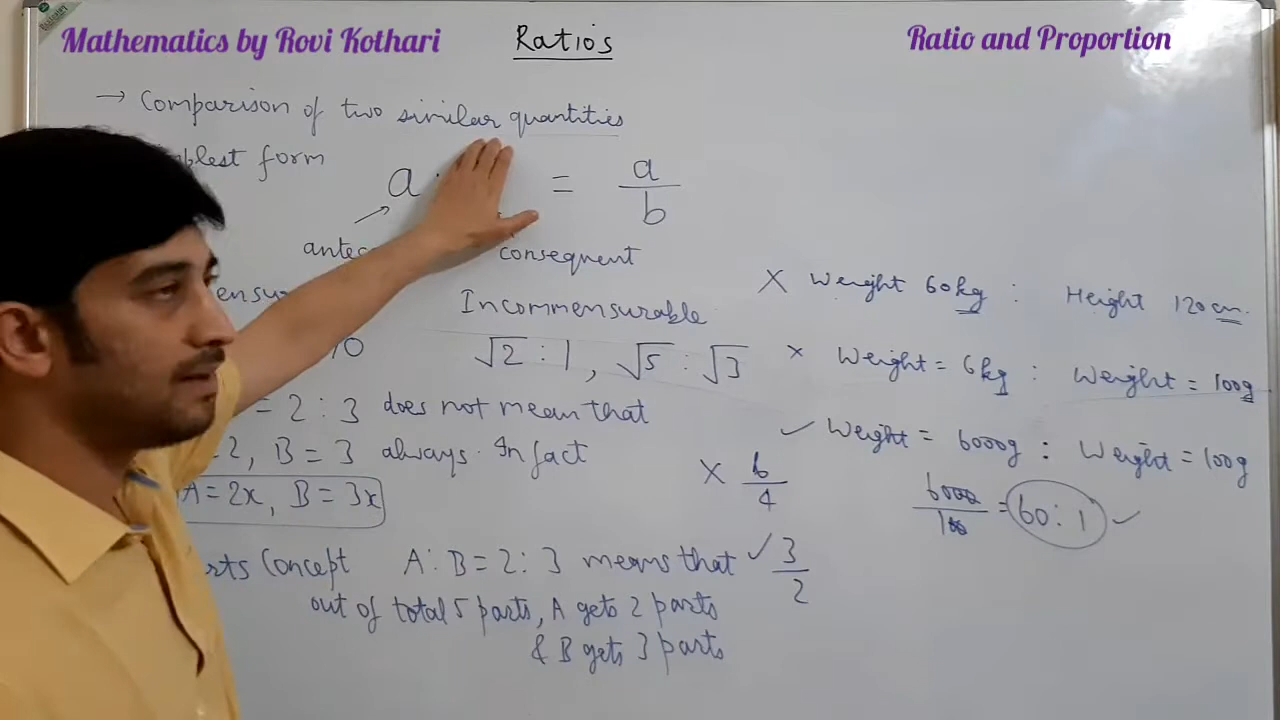 Mathematics by Rovi Kothari
Ratios
Ratio and Proportion
→ Comparison of two similar quantities
form
a = a/b
consequent
Incommensurable
√2 : 1 , √5 : √3
= 2 : 3 does not mean that
B = 3 always. In fact
A = 2x, B = 3x
Concept A : B = 2 : 3 means that
out of total 5 parts, A gets 2 parts
& B gets 3 parts
X Weight 60kg : Height 120 cm.
× Weight = 6kg : Weight = 100g
✓ Weight = 6000g : Weight = 100g
X 6/4
6000/100 = 60 : 1 ✓
✓ 3/2